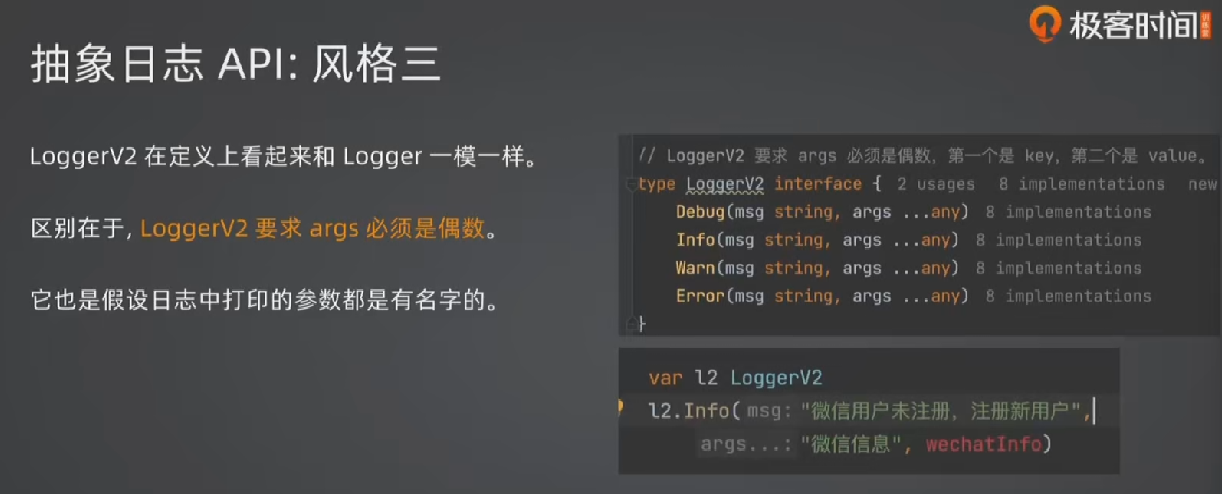 极客时间
训练营
抽象日志 API: 风格三
LoggerV2 在定义上看起来和 Logger 一模一样。
区别在于, LoggerV2 要求 args 必须是偶数。
它也是假设日志中打印的参数都是有名字的。
// LoggerV2 要求 args 必须是偶数，第一个是 key，第二个是 value。
type LoggerV2 interface { 2 usages 8 implementations new
Debug(msg string, args ...any) 8 implementations
Info(msg string, args ...any) 8 implementations
Warn(msg string, args ...any) 8 implementations
Error(msg string, args ...any) 8 implementations
}
var l2 LoggerV2
l2.Info( msg: "微信用户未注册，注册新用户",
args...: "微信信息", wechatInfo)